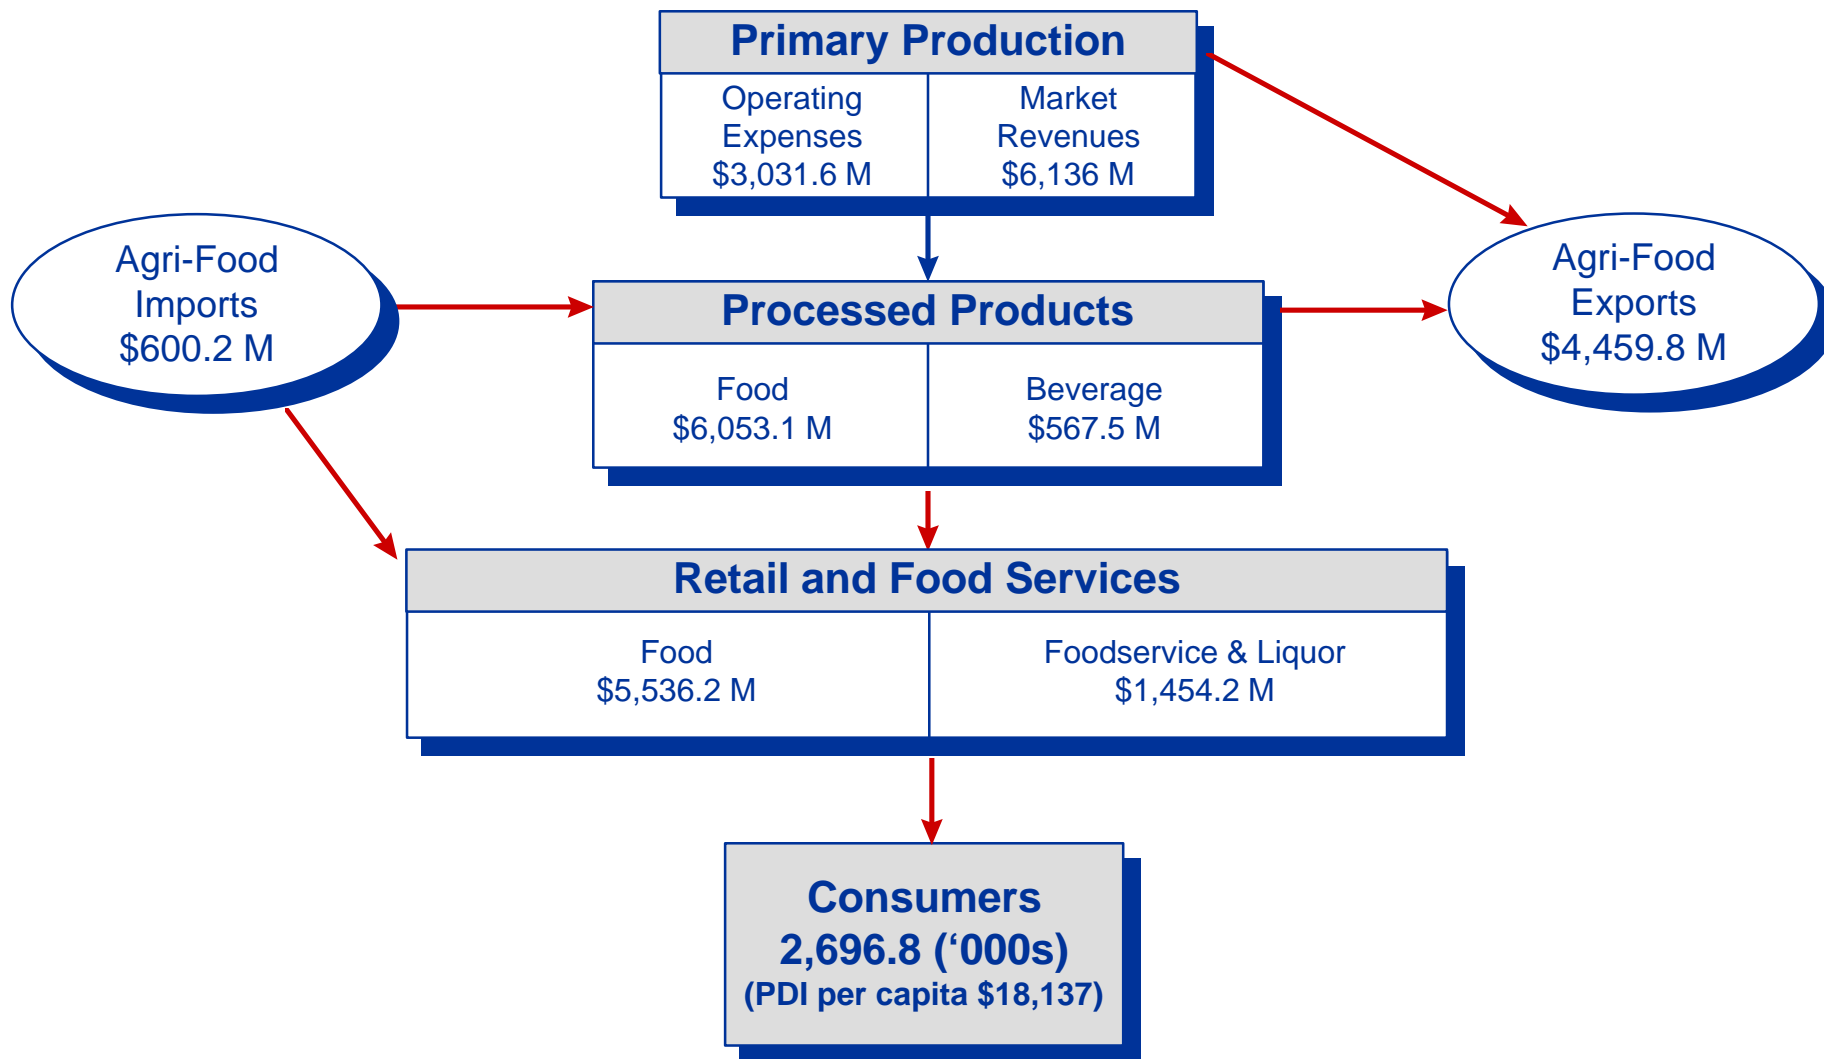 Primary Production
Operating
Expenses
$3,031.6 M
Market
Revenues
$6,136 M
Agri-Food
Imports
$600.2 M
Processed Products
Food
$6,053.1 M
Beverage
$567.5 M
Agri-Food
Exports
$4,459.8 M
Retail and Food Services
Food
$5,536.2 M
Foodservice & Liquor
$1,454.2 M
Consumers
2,696.8 (‘000s)
(PDI per capita $18,137)